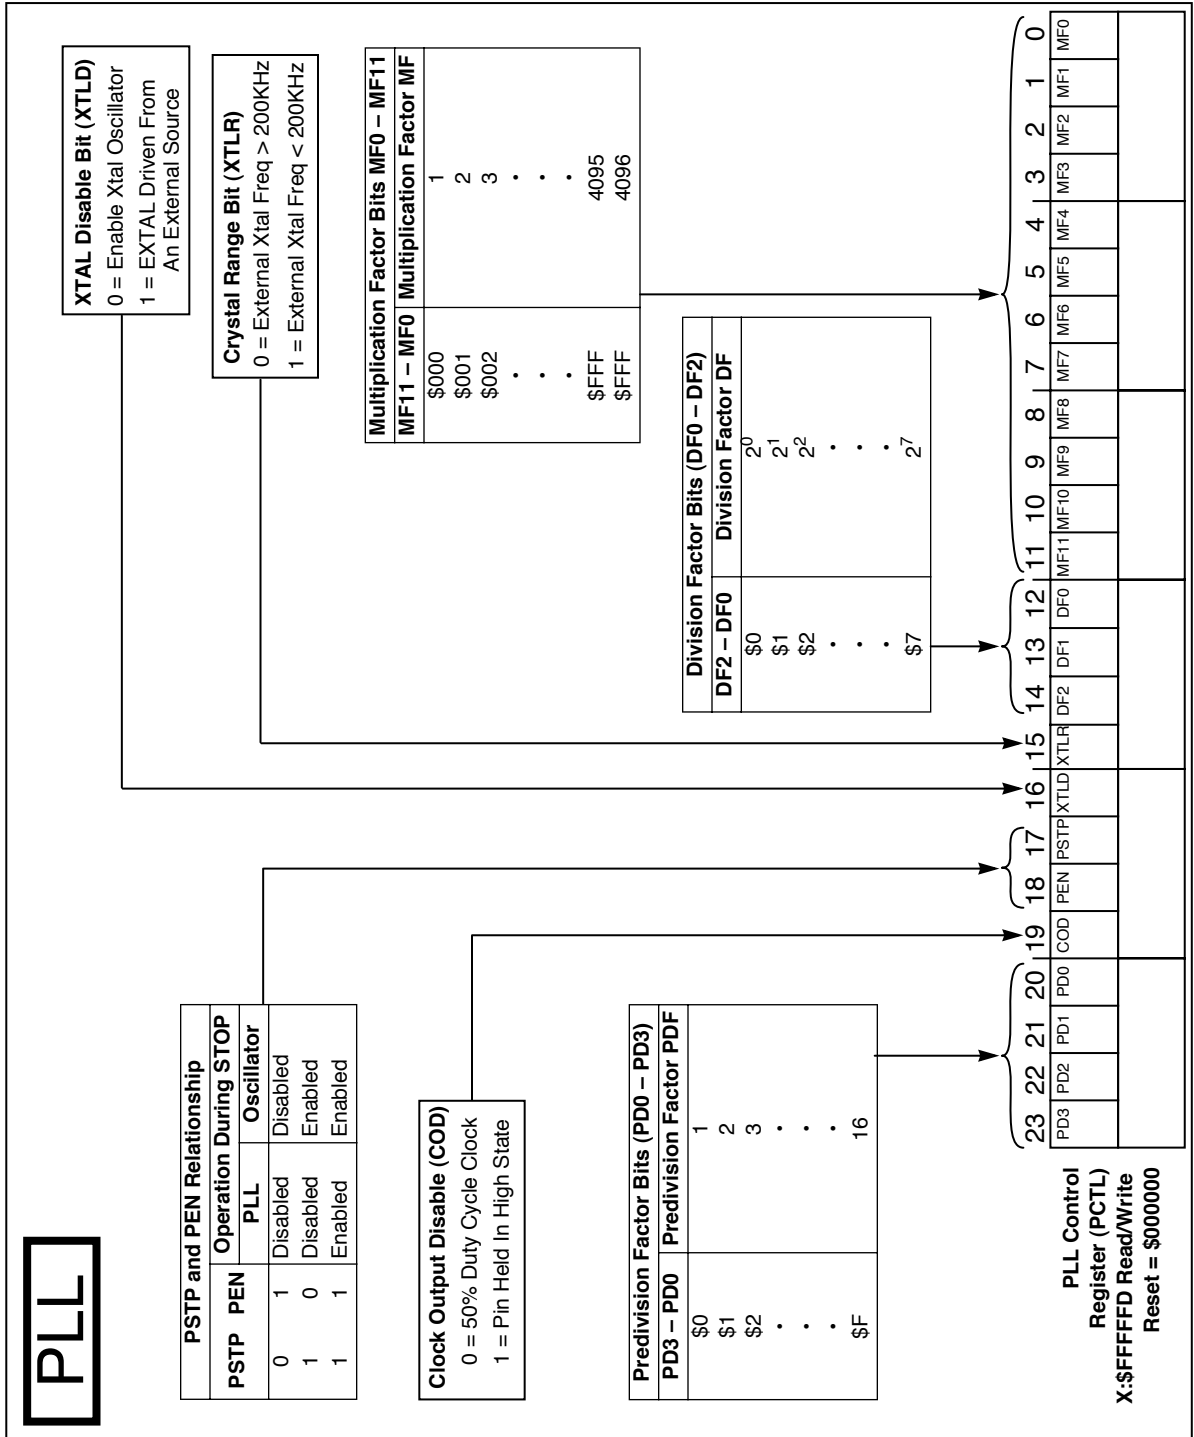 PLL
PSTP and PEN Relationship
PSTP PEN Operation During STOP
PLL Oscillator
0 1 Disabled Disabled
1 0 Disabled Enabled
1 1 Enabled Enabled
XTAL Disable Bit (XTLD)
0 = Enable Xtal Oscillator
1 = EXTAL Driven From
An External Source
Crystal Range Bit (XTLR)
0 = External Xtal Freq > 200KHz
1 = External Xtal Freq < 200KHz
Clock Output Disable (COD)
0 = 50% Duty Cycle Clock
1 = Pin Held In High State
Multiplication Factor Bits MF0 – MF11
MF11 – MF0 Multiplication Factor MF
$000 1
$001 2
$002 3
• •
• •
• •
$FFF 4095
$FFF 4096
Predivision Factor Bits (PD0 – PD3)
PD3 – PD0 Predivision Factor PDF
$0 1
$1 2
$2 3
• •
• •
• •
$F 16
Division Factor Bits (DF0 – DF2)
DF2 – DF0 Division Factor DF
$0 2^0
$1 2^1
$2 2^2
• •
• •
• •
$7 2^7
23 22 21 20 19 18 17 16 15 14 13 12 11 10 9 8 7 6 5 4 3 2 1 0
PD3 PD2 PD1 PD0 COD PEN PSTP XTLD XTLR DF2 DF1 DF0 MF11 MF10 MF9 MF8 MF7 MF6 MF5 MF4 MF3 MF2 MF1 MF0
PLL Control
Register (PCTL)
X:$FFFFFD Read/Write
Reset = $000000